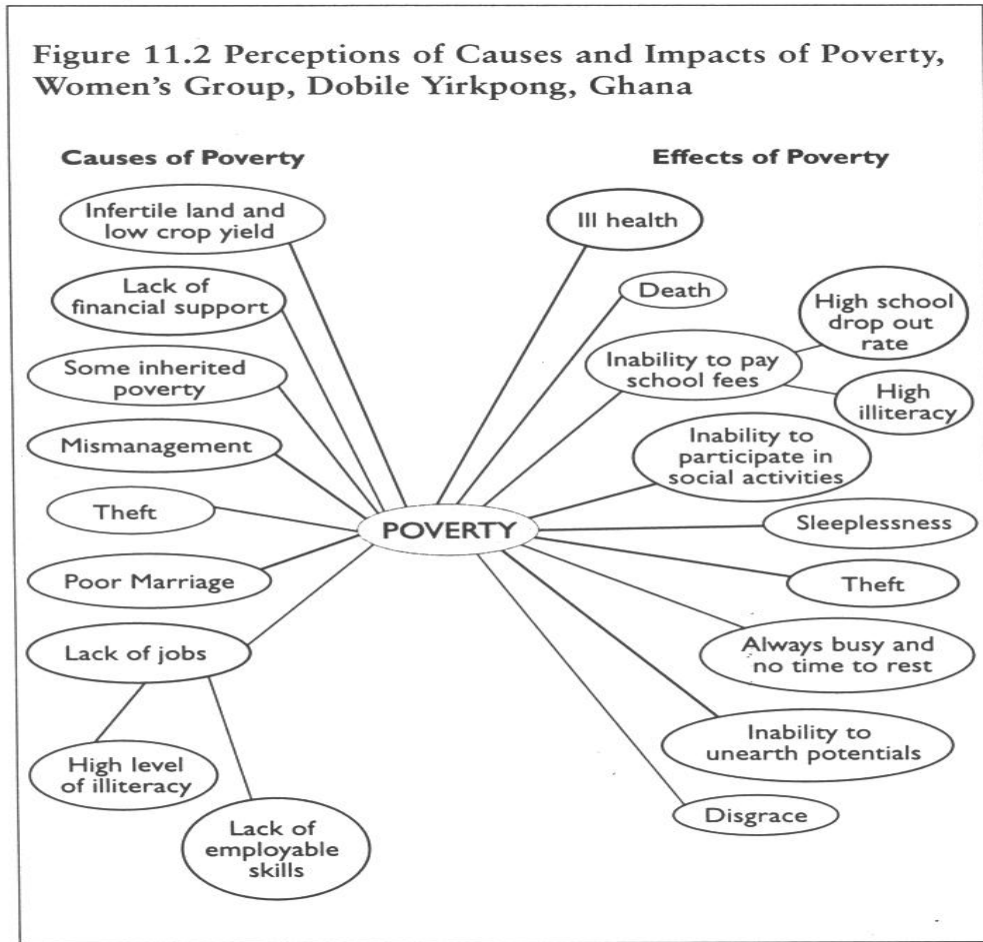 Figure 11.2 Perceptions of Causes and Impacts of Poverty,
Women's Group, Dobile Yirkpong, Ghana
Causes of Poverty
Infertile land and
low crop yield
Lack of
financial support
Some inherited
poverty
Mismanagement
Theft
Poor Marriage
Lack of jobs
High level
of illiteracy
Lack of
employable
skills
POVERTY
Effects of Poverty
Ill health
Death
Inability to pay
school fees
High school
drop out
rate
High
illiteracy
Inability to
participate in
social activities
Sleeplessness
Theft
Always busy and
no time to rest
Inability to
unearth potentials
Disgrace